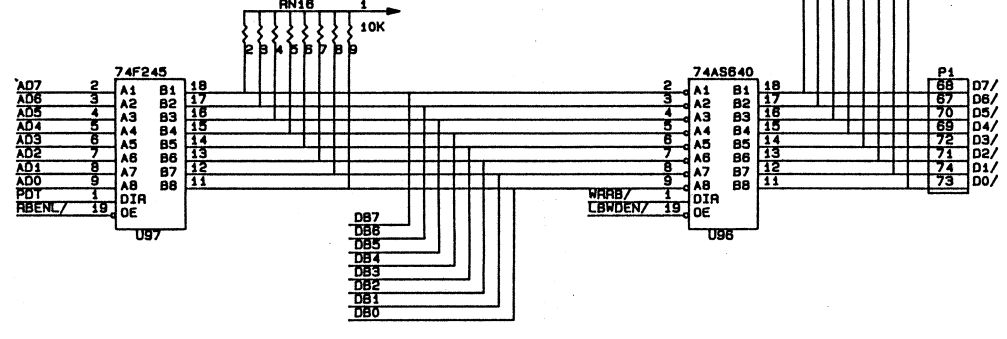 RN16 1
10K
2 3 4 5 6 7 8 9
74F245 74AS640 P1
AD7 2 A1 B1 18 2 A1 B1 18 68 D7/
AD6 3 A2 B2 17 3 A2 B2 17 67 D6/
AD5 4 A3 B3 16 4 A3 B3 16 70 D5/
AD4 5 A4 B4 15 5 A4 B4 15 69 D4/
AD3 6 A5 B5 14 6 A5 B5 14 72 D3/
AD2 7 A6 B6 13 7 A6 B6 13 71 D2/
AD1 8 A7 B7 12 8 A7 B7 12 74 D1/
AD0 9 A8 B8 11 9 A8 B8 11 73 D0/
PDT 1 DIR WRRB/ 1 DIR
RBENL/ 19 OE LBWDEN/ 19 OE
U97 U96
DB7
DB6
DB5
DB4
DB3
DB2
DB1
DB0